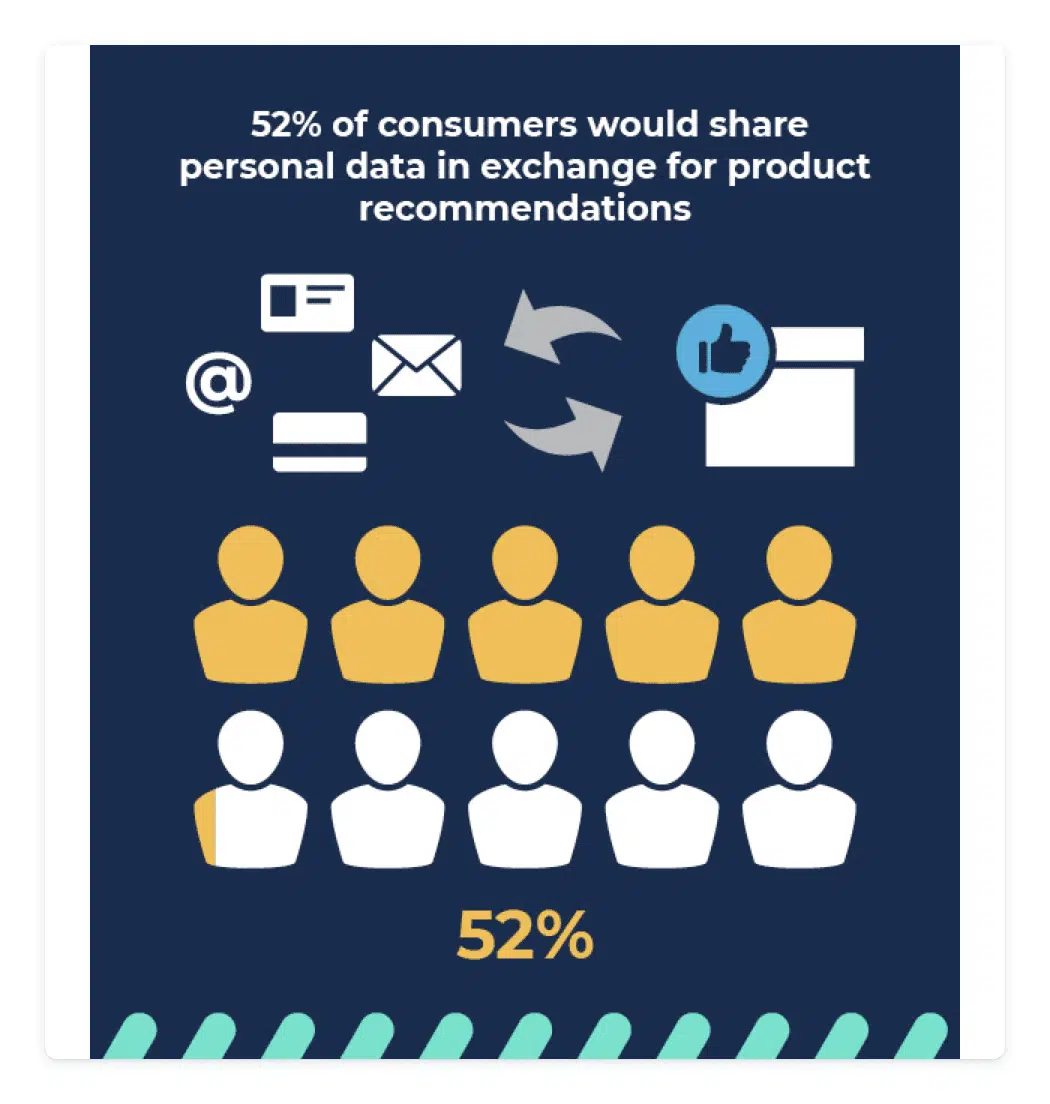 52% of consumers would share
personal data in exchange for product
recommendations
@
52%